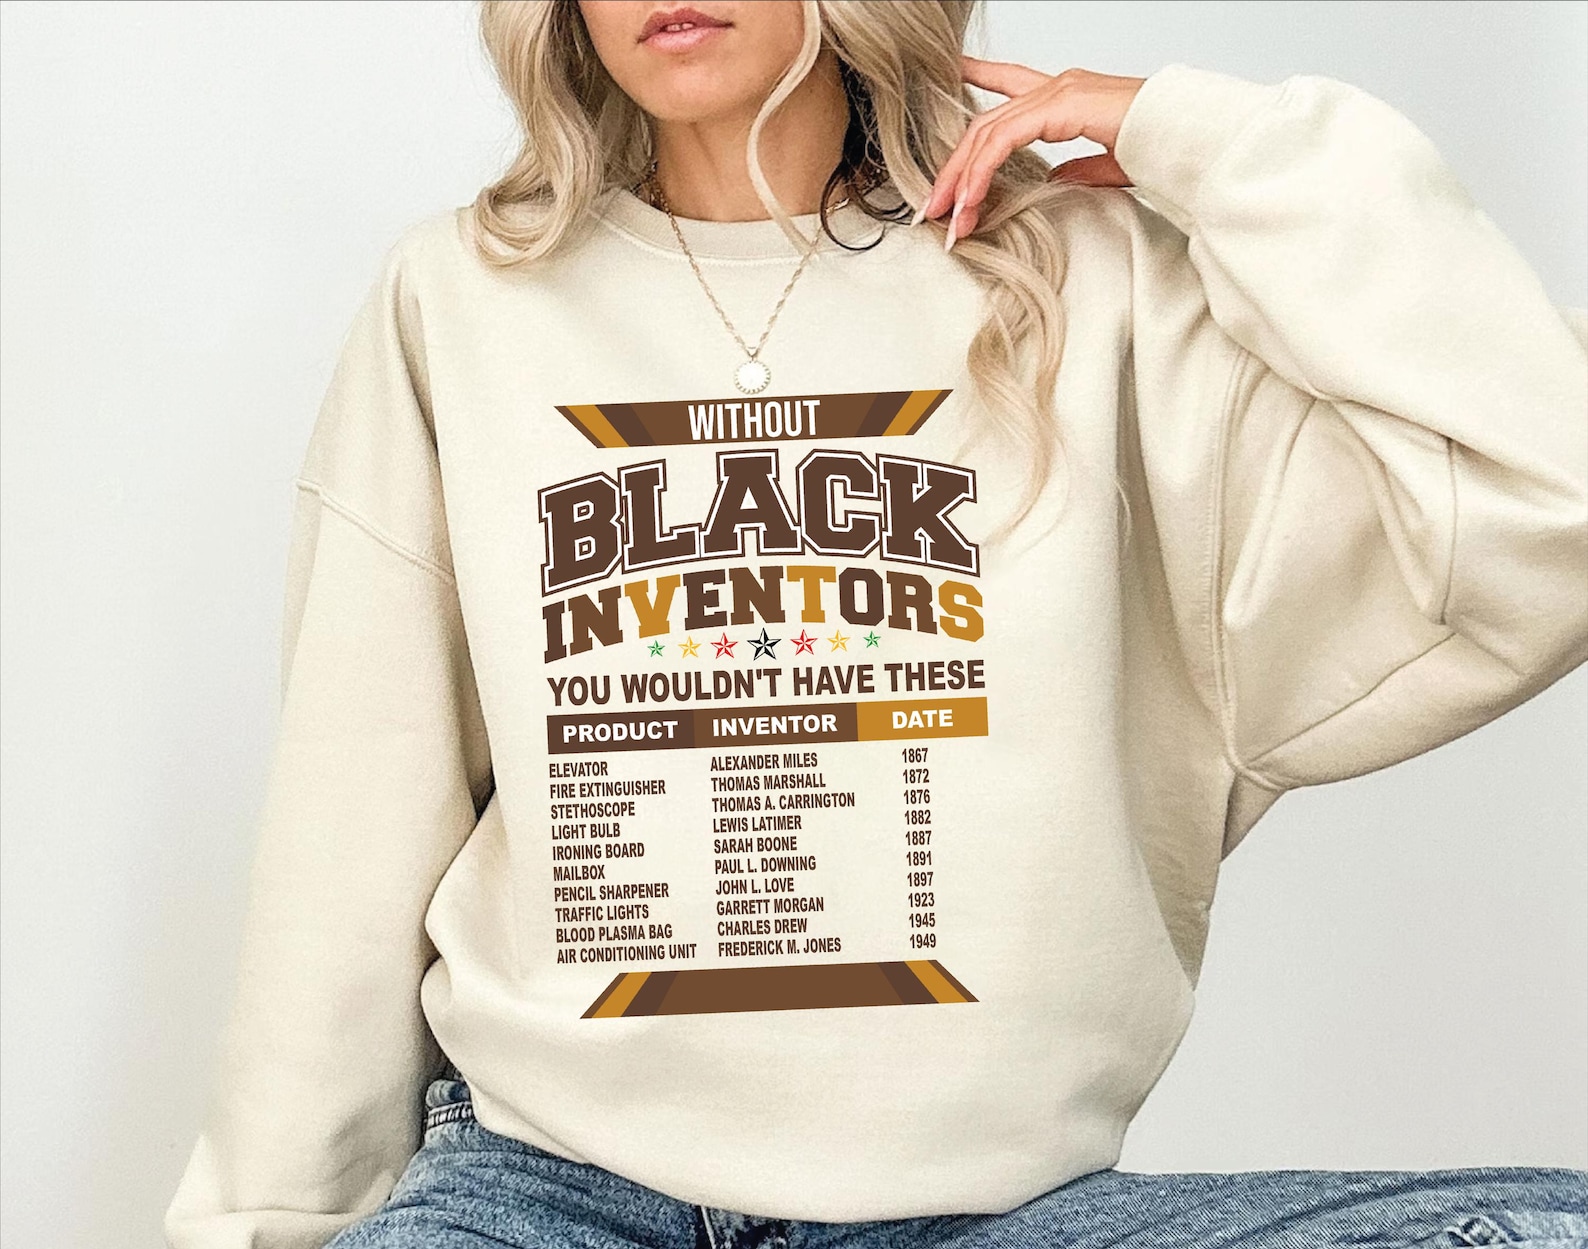 WITHOUT
BLACK
INVENTORS
YOU WOULDN'T HAVE THESE
PRODUCT INVENTOR DATE
ELEVATOR ALEXANDER MILES 1867
FIRE EXTINGUISHER THOMAS MARSHALL 1872
STETHOSCOPE THOMAS A. CARRINGTON 1876
LIGHT BULB LEWIS LATIMER 1882
IRONING BOARD SARAH BOONE 1887
MAILBOX PAUL L. DOWNING 1891
PENCIL SHARPENER JOHN L. LOVE 1897
TRAFFIC LIGHTS GARRETT MORGAN 1923
BLOOD PLASMA BAG CHARLES DREW 1945
AIR CONDITIONING UNIT FREDERICK M. JONES 1949